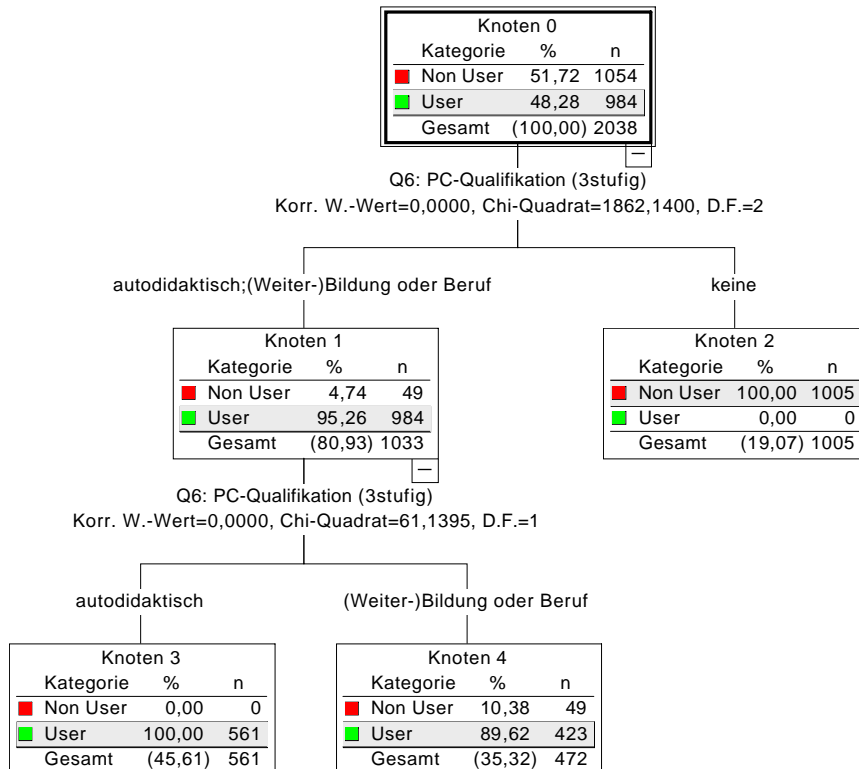 Knoten 0
Kategorie % n
Non User 51,72 1054
User 48,28 984
Gesamt (100,00) 2038
Q6: PC-Qualifikation (3stufig)
Korr. W.-Wert=0,0000, Chi-Quadrat=1862,1400, D.F.=2
autodidaktisch;(Weiter-)Bildung oder Beruf
keine
Knoten 1
Kategorie % n
Non User 4,74 49
User 95,26 984
Gesamt (80,93) 1033
Knoten 2
Kategorie % n
Non User 100,00 1005
User 0,00 0
Gesamt (19,07) 1005
Q6: PC-Qualifikation (3stufig)
Korr. W.-Wert=0,0000, Chi-Quadrat=61,1395, D.F.=1
autodidaktisch
(Weiter-)Bildung oder Beruf
Knoten 3
Kategorie % n
Non User 0,00 0
User 100,00 561
Gesamt (45,61) 561
Knoten 4
Kategorie % n
Non User 10,38 49
User 89,62 423
Gesamt (35,32) 472